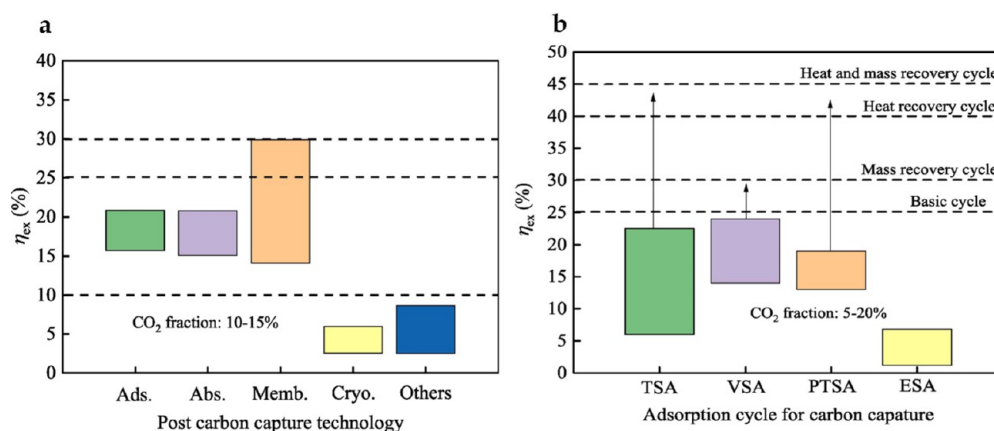 a
40
35
30
25
20
15
10
5
0
η_ex (%)
CO₂ fraction: 10-15%
Ads. Abs. Memb. Cryo. Others
Post carbon capture technology
b
50
45
40
35
30
25
20
15
10
5
0
η_ex (%)
Heat and mass recovery cycle
Heat recovery cycle
Mass recovery cycle
Basic cycle
CO₂ fraction: 5-20%
TSA VSA PTSA ESA
Adsorption cycle for carbon capature